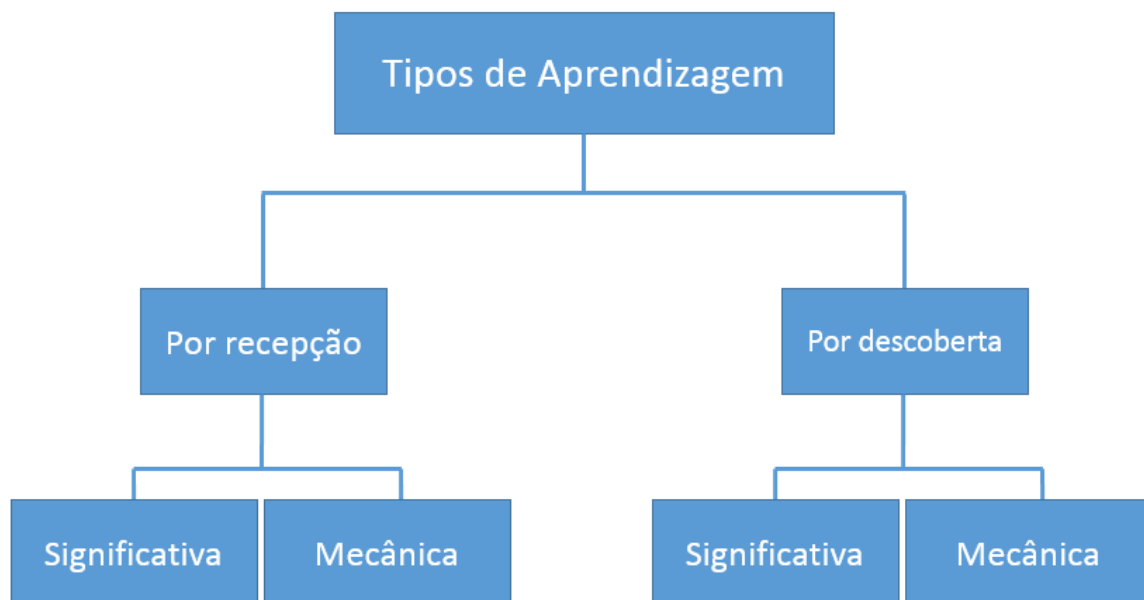 Tipos de Aprendizagem
Por recepção
Por descoberta
Significativa
Mecânica
Significativa
Mecânica